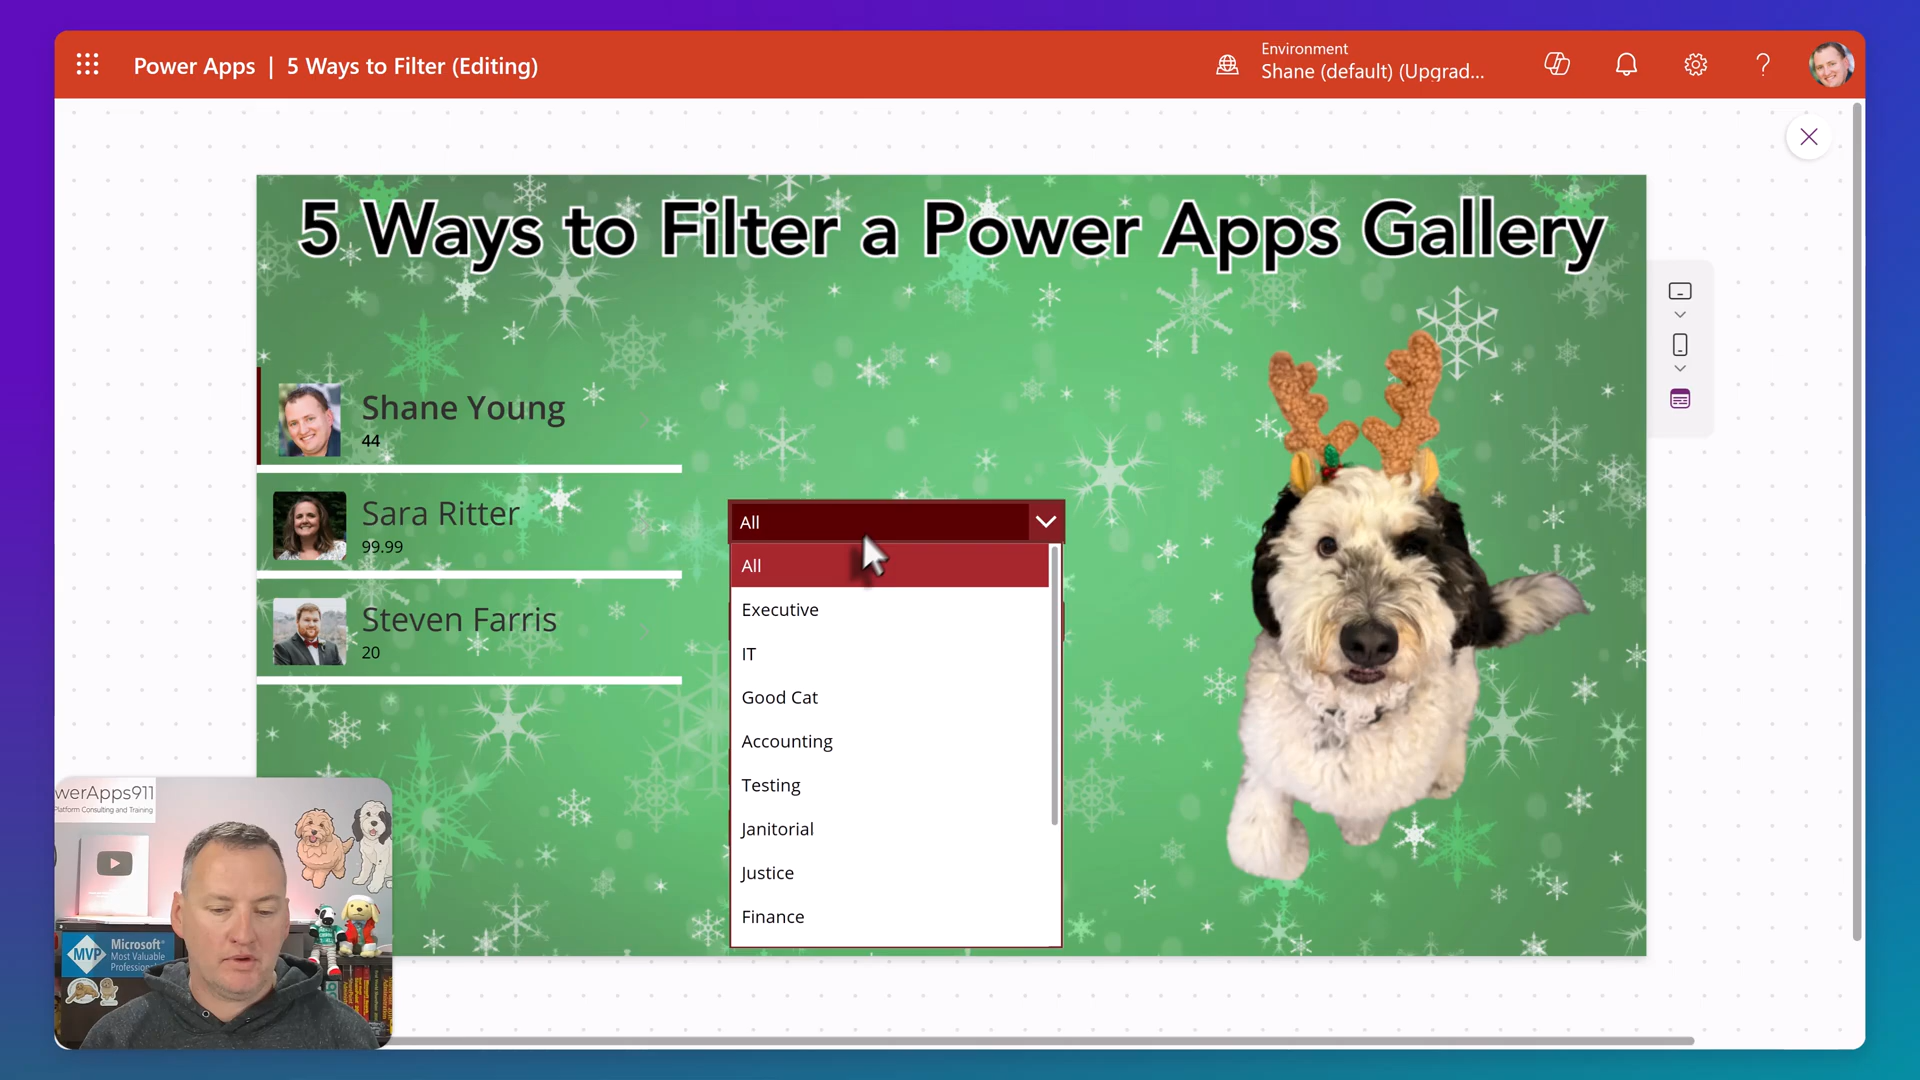 Power Apps | 5 Ways to Filter (Editing)
Environment
Shane (default) (Upgrad...
5 Ways to Filter a Power Apps Gallery
Shane Young
44
Sara Ritter
99.99
Steven Farris
20
All
All
Executive
IT
Good Cat
Accounting
Testing
Janitorial
Justice
Finance
werApps911
Platform Consulting and Training
MVP
Microsoft®
Most Valuable
Professional